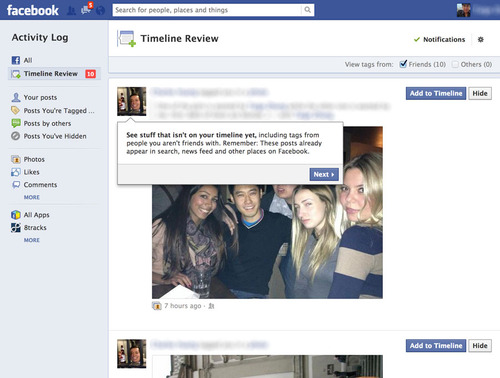 facebook
5
Search for people, places and things
Activity Log
All
Timeline Review 10
Your posts
Posts You're Tagged ...
Posts by others
Posts You've Hidden
Photos
Likes
Comments
MORE
All Apps
8tracks
MORE
Timeline Review
Notifications
View tags from: Friends (10) Others (0)
Add to Timeline Hide
See stuff that isn't on your timeline yet, including tags from
people you aren't friends with. Remember: These posts already
appear in search, news feed and other places on Facebook.
Next
7 hours ago ·
Add to Timeline Hide